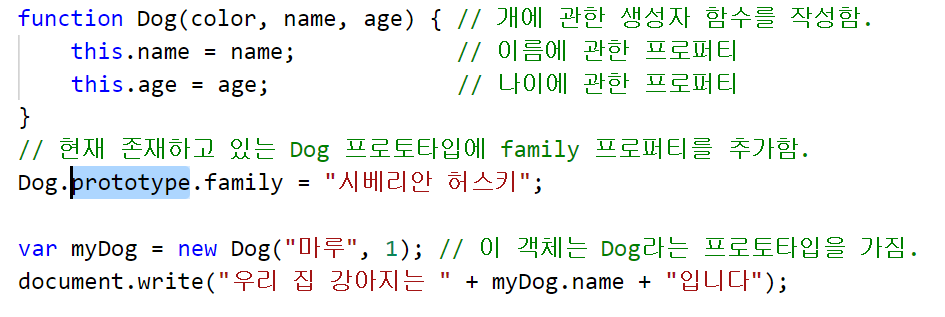 function Dog(color, name, age) { // 개에 관한 생성자 함수를 작성함.
this.name = name; // 이름에 관한 프로퍼티
this.age = age; // 나이에 관한 프로퍼티
}
// 현재 존재하고 있는 Dog 프로토타입에 family 프로퍼티를 추가함.
Dog.prototype.family = "시베리안 허스키";
var myDog = new Dog("마루", 1); // 이 객체는 Dog라는 프로토타입을 가짐.
document.write("우리 집 강아지는 " + myDog.name + "입니다");